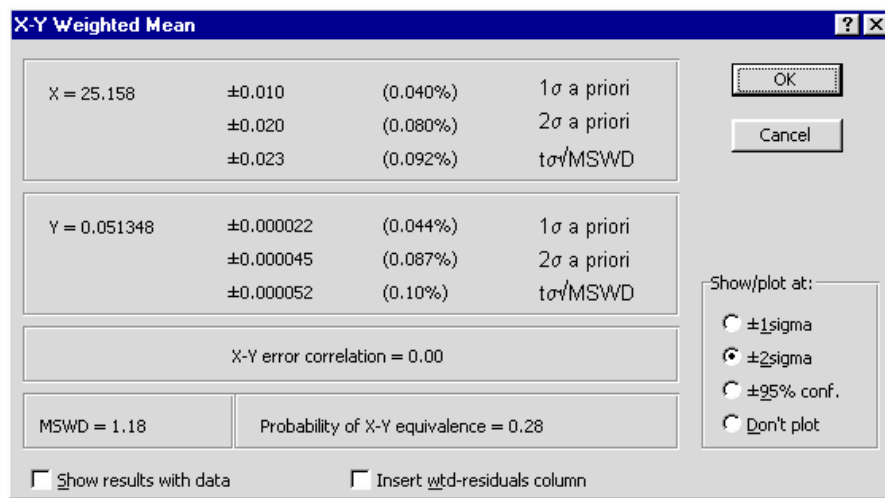 X-Y Weighted Mean
X = 25.158 ±0.010 (0.040%) 1σ a priori
±0.020 (0.080%) 2σ a priori
±0.023 (0.092%) tσ√MSWD
Y = 0.051348 ±0.000022 (0.044%) 1σ a priori
±0.000045 (0.087%) 2σ a priori
±0.000052 (0.10%) tσ√MSWD
X-Y error correlation = 0.00
MSWD = 1.18
Probability of X-Y equivalence = 0.28
Show results with data
Insert wtd-residuals column
OK
Cancel
Show/plot at:
±1sigma
±2sigma
±95% conf.
Don't plot